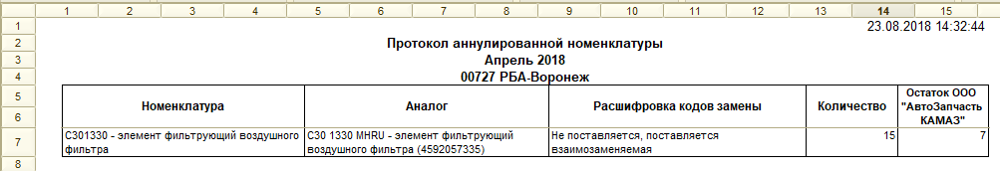 1 2 3 4 5 6 7 8 9 10 11 12 13 14 15
1 23.08.2018 14:32:44
2 Протокол аннулированной номенклатуры
3 Апрель 2018
4 00727 РБА-Воронеж
5 Остаток ООО
Номенклатура Аналог Расшифровка кодов замены Количество "АвтоЗапчасть
6 КАМАЗ"
C301330 - элемент фильтрующий воздушного C30 1330 MHRU - элемент фильтрующий Не поставляется, поставляется 15 7
7 фильтра воздушного фильтра (4592057335) взаимозаменяемая
8